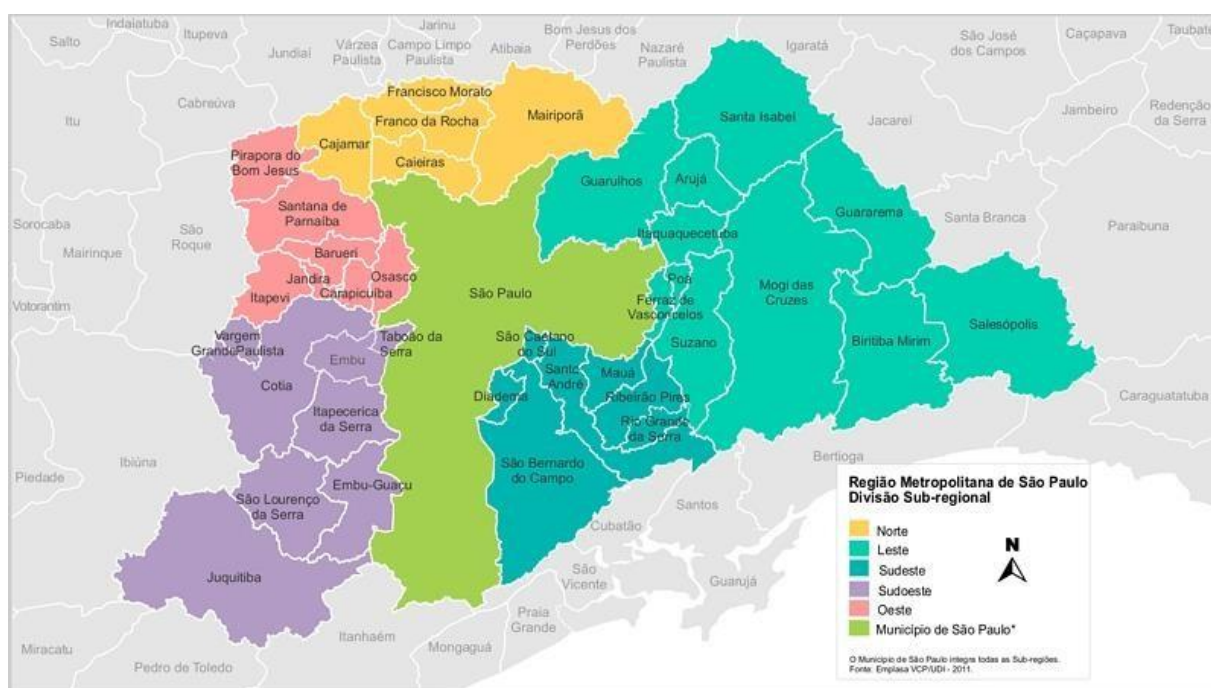 Indaiatuba
Salto
Itupeva
Jundiaí
Várzea
Paulista
Jarinu
Campo Limpo
Paulista
Atibaia
Bom Jesus dos
Perdões
Nazaré
Paulista
Igaratá
São José
dos Campos
Caçapava
Taubaté
Cabreúva
Itu
Francisco Morato
Franco da Rocha
Mairiporã
Cajamar
Caieiras
Santa Isabel
Jacareí
Jambeiro
Redenção
da Serra
Pirapora do
Bom Jesus
Guarulhos
Arujá
Santana de
Parnaíba
Guararema
Santa Branca
Paraibuna
Sorocaba
Mairinque
São
Roque
Itaquaquecetuba
Barueri
Jandira
Osasco
Itapevi
Carapicuíba
São Paulo
Poá
Ferraz de
Vasconcelos
Mogi das
Cruzes
Votorantim
Vargem
GrandePaulista
Taboão da
Serra
São Caetano
do Sul
Suzano
Biritiba Mirim
Salesópolis
Embu
Cotia
Santo
André
Mauá
Diadema
Ribeirão Pires
Itapecerica
da Serra
Rio Grande
da Serra
Caraguatatuba
Piedade
Ibiúna
São Bernardo
do Campo
Bertioga
São Lourenço
da Serra
Embu-Guaçu
Cubatão
Santos
Juquitiba
São
Vicente
Guarujá
Praia
Grande
Itanhaém
Mongaguá
Miracatu
Pedro de Toledo
Região Metropolitana de São Paulo
Divisão Sub-regional
Norte
Leste
Sudeste
Sudoeste
Oeste
Município de São Paulo*
N
O Município de São Paulo integra todas as Sub-regiões.
Fonte: Emplasa VCP/UDI - 2011.